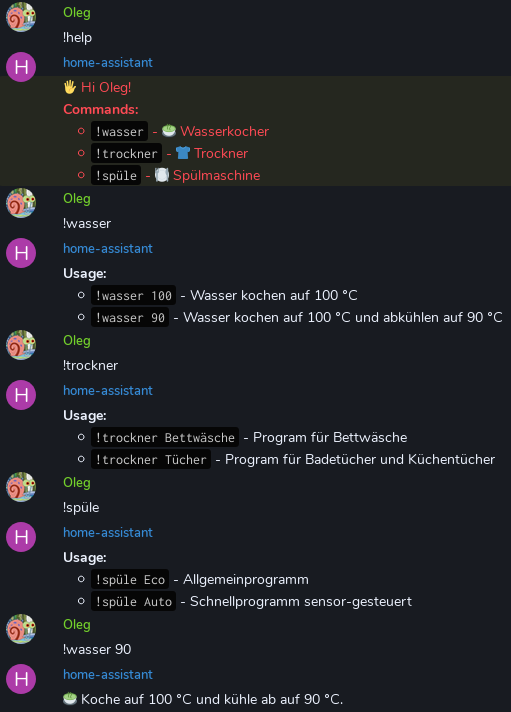 Oleg
!help
H
home-assistant
🖐 Hi Oleg!
Commands:
!wasser - 🍵 Wasserkocher
!trockner - 👕 Trockner
!spüle - 🍽 Spülmaschine
Oleg
!wasser
H
home-assistant
Usage:
!wasser 100 - Wasser kochen auf 100 °C
!wasser 90 - Wasser kochen auf 100 °C und abkühlen auf 90 °C
Oleg
!trockner
H
home-assistant
Usage:
!trockner Bettwäsche - Program für Bettwäsche
!trockner Tücher - Program für Badetücher und Küchentücher
Oleg
!spüle
H
home-assistant
Usage:
!spüle Eco - Allgemeinprogramm
!spüle Auto - Schnellprogramm sensor-gesteuert
Oleg
!wasser 90
H
home-assistant
🍵 Koche auf 100 °C und kühle ab auf 90 °C.